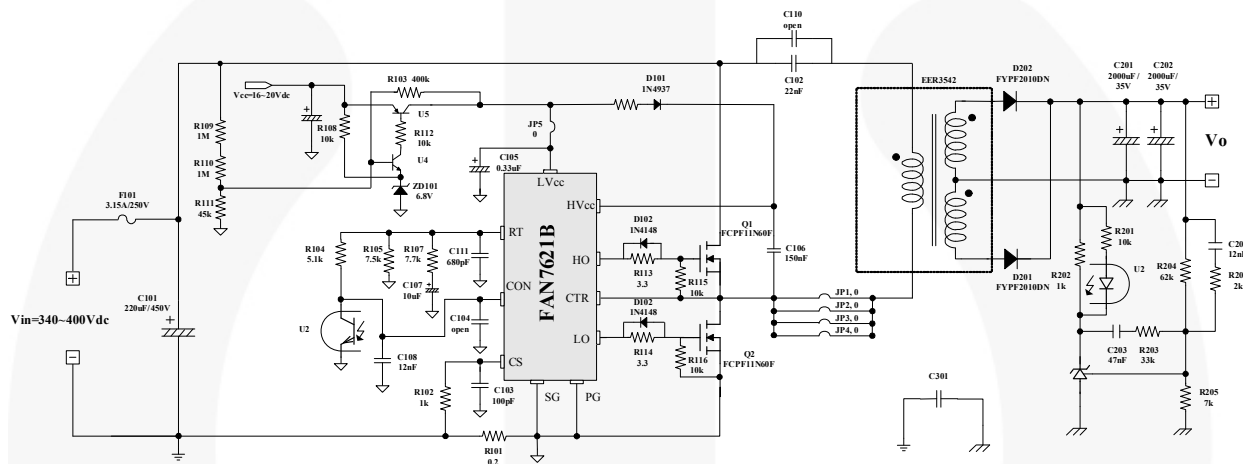 C110
open
C102
22nF
EER3542
D202
FYPF2010DN
C201
2000uF/
35V
C202
2000uF/
35V
Vo
R103 400k
D101
1N4937
Vcc=16~20Vdc
U5
R109
1M
R108
10k
R112
10k
JP5
0
R110
1M
U4
C105
0.33uF
R111
45k
ZD101
6.8V
LVcc
HVcc
F101
3.15A/250V
Q1
FCPF11N60F
D102
1N4148
RT
HO
R104
5.1k
R105
7.5k
R107
7.7k
C111
680pF
C106
150nF
R113
3.3
R115
10k
FAN7621B
C107
10uF
CON
CTR
JP1, 0
JP2, 0
JP3, 0
JP4, 0
D201
FYPF2010DN
R201
10k
U2
R202
1k
R204
62k
C20
12nF
R20
2k
C101
220uF/450V
Vin=340~400Vdc
U2
C104
open
D102
1N4148
LO
R114
3.3
R116
10k
Q2
FCPF11N60F
C108
12nF
CS
C203
47nF
R203
33k
R102
1k
C103
100pF
SG
PG
C301
R205
7k
R101
0.2